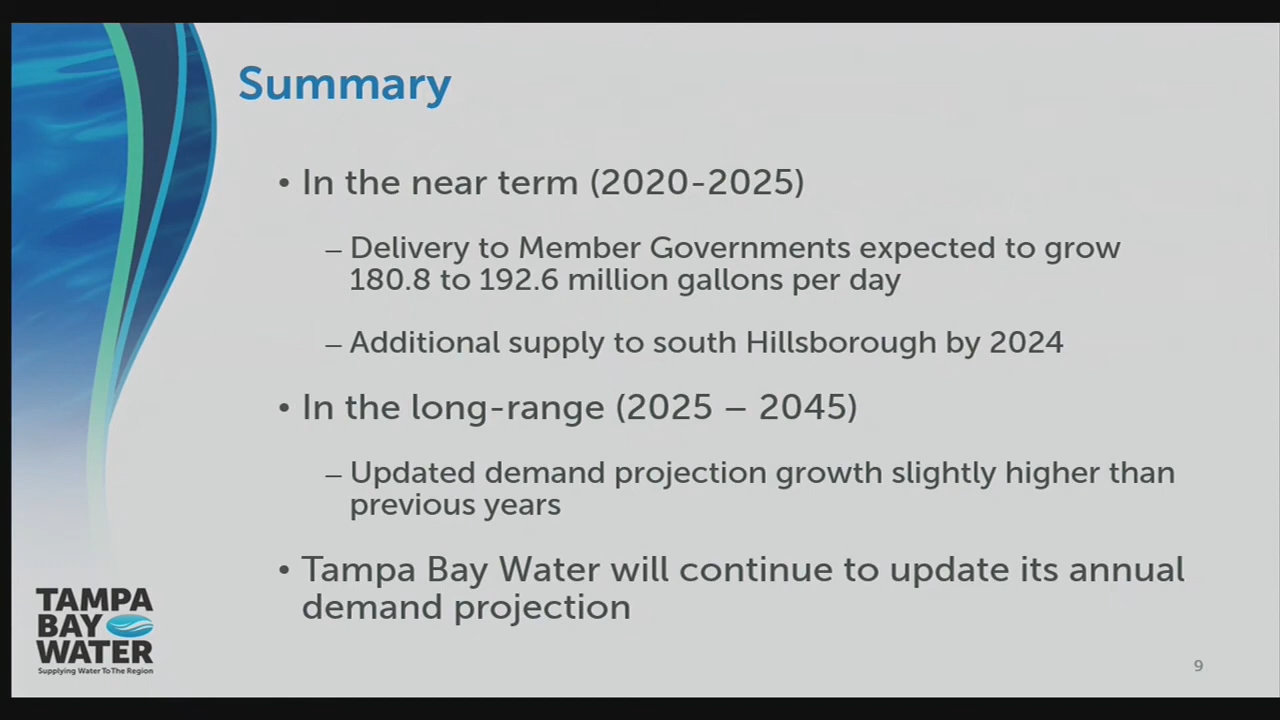 Summary
• In the near term (2020-2025)
– Delivery to Member Governments expected to grow
180.8 to 192.6 million gallons per day
– Additional supply to south Hillsborough by 2024
• In the long-range (2025 – 2045)
– Updated demand projection growth slightly higher than
previous years
• Tampa Bay Water will continue to update its annual
demand projection
TAMPA
BAY
WATER
Supplying Water To The Region
9